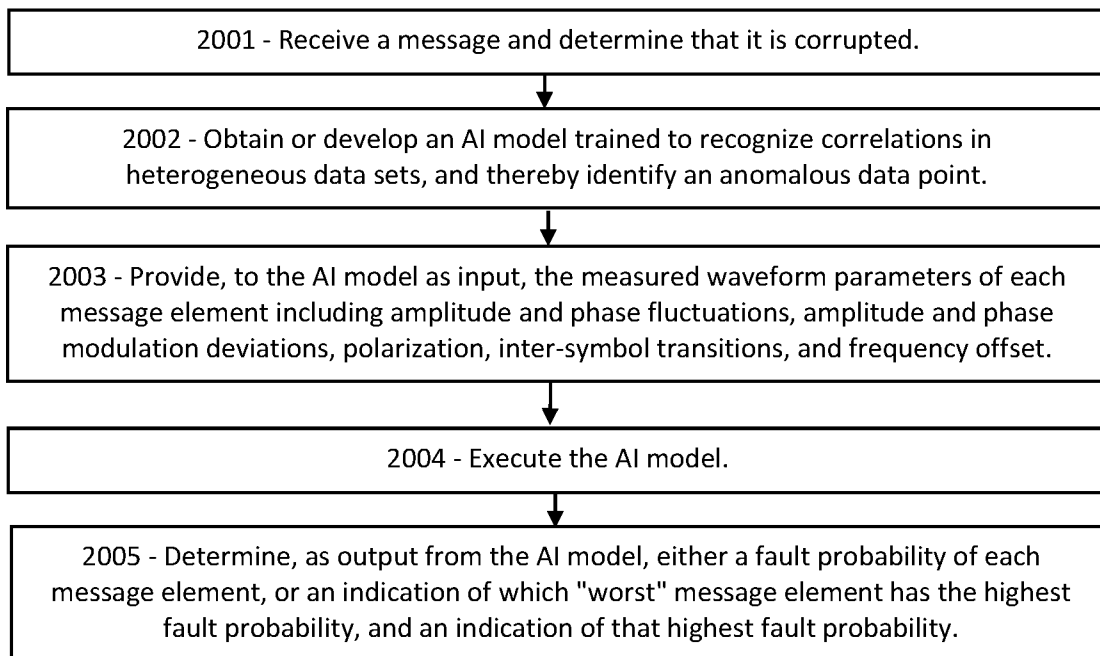 2001 - Receive a message and determine that it is corrupted.
2002 - Obtain or develop an AI model trained to recognize correlations in
heterogeneous data sets, and thereby identify an anomalous data point.
2003 - Provide, to the AI model as input, the measured waveform parameters of each
message element including amplitude and phase fluctuations, amplitude and phase
modulation deviations, polarization, inter-symbol transitions, and frequency offset.
2004 - Execute the AI model.
2005 - Determine, as output from the AI model, either a fault probability of each
message element, or an indication of which "worst" message element has the highest
fault probability, and an indication of that highest fault probability.